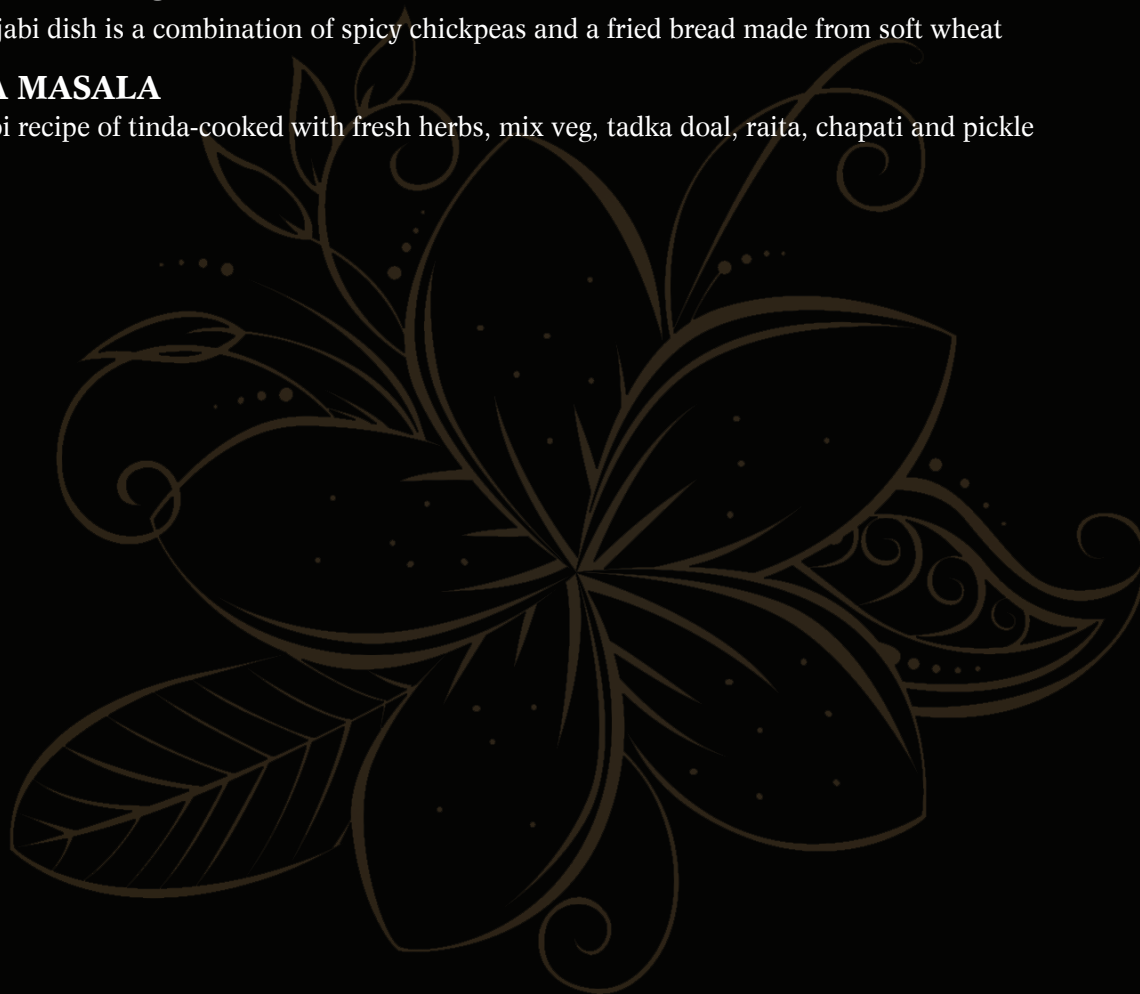 jabi dish is a combination of spicy chickpeas and a fried bread made from soft wheat
A MASALA
bi recipe of tinda-cooked with fresh herbs, mix veg, tadka doal, raita, chapati and pickle